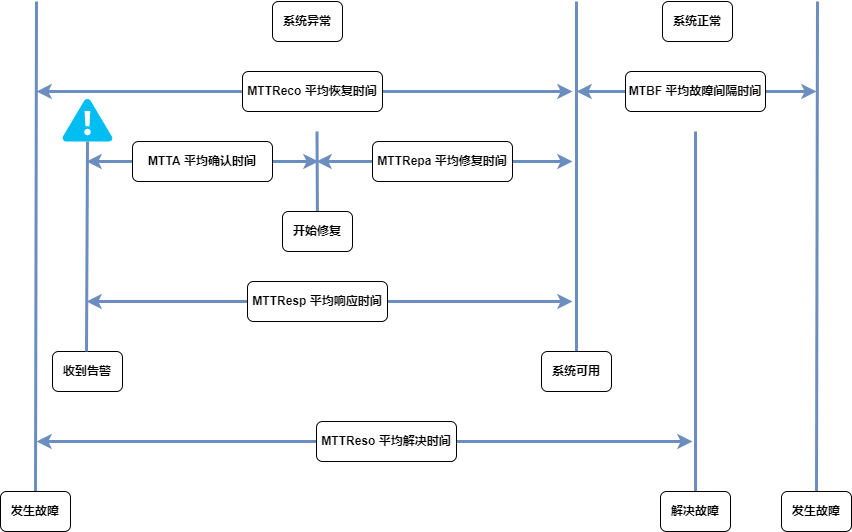 系统异常
系统正常
MTTReco 平均恢复时间
MTBF 平均故障间隔时间
!
MTTA 平均确认时间
MTTRepa 平均修复时间
开始修复
MTTResp 平均响应时间
收到告警
系统可用
MTTReso 平均解决时间
发生故障
解决故障
发生故障